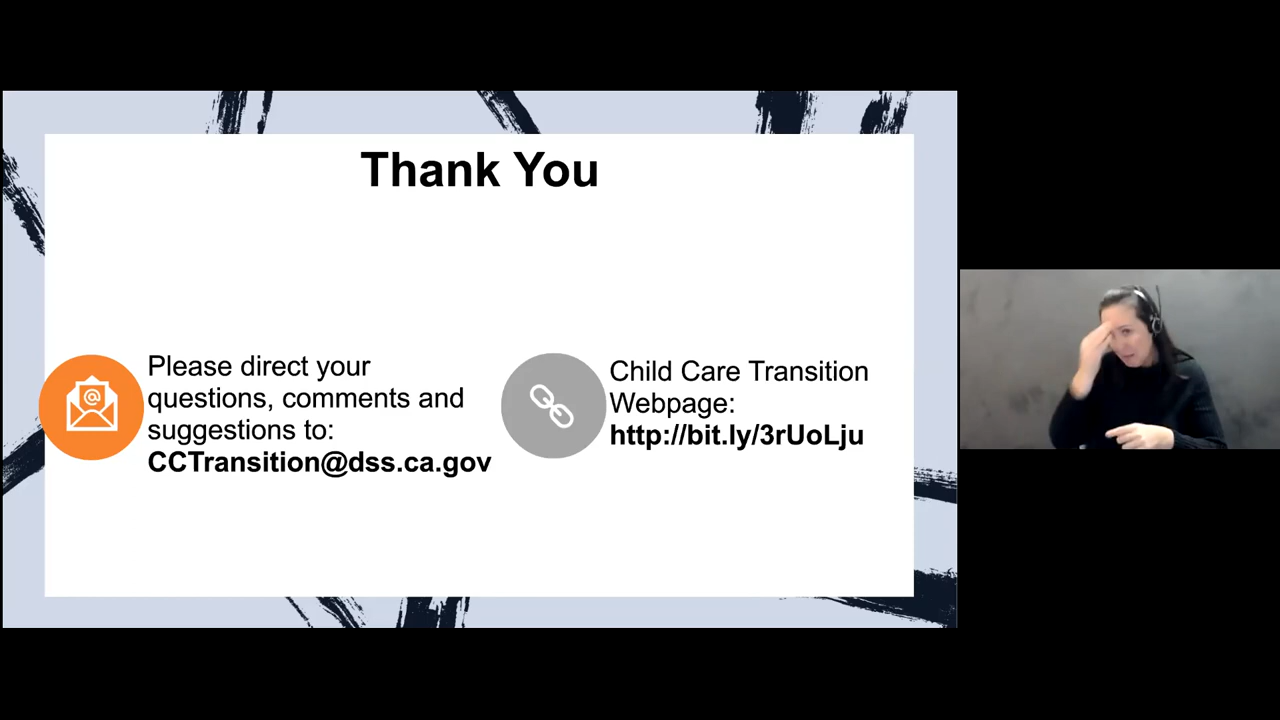 Thank You
Please direct your
questions, comments and
suggestions to:
CCTransition@dss.ca.gov
Child Care Transition
Webpage:
http://bit.ly/3rUoLju